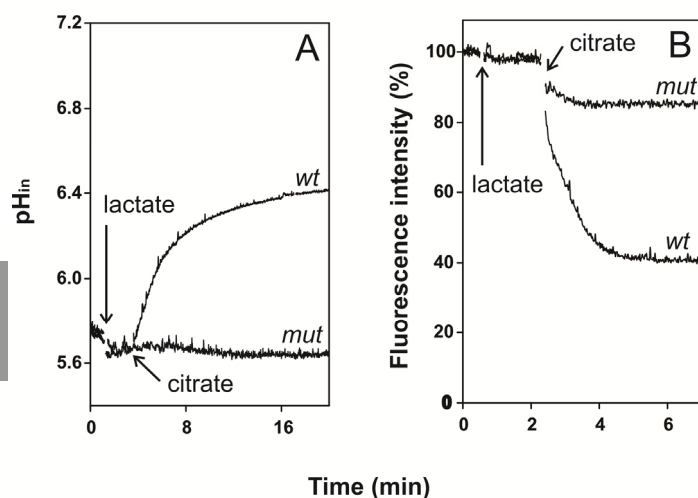 A
pHin
7.2
6.8
6.4
6.0
5.6
0
8
16
lactate
wt
mut
citrate
B
Fluorescence intensity (%)
100
80
60
40
20
0
0
2
4
6
citrate
mut
lactate
wt
Time (min)